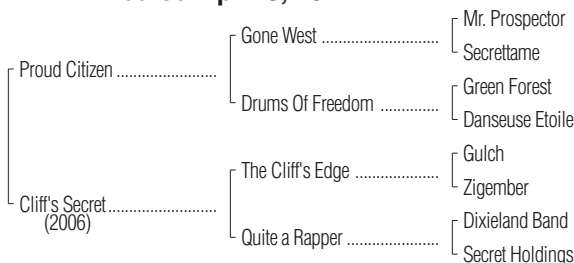 Mr. Prospector
Gone West ..........................
Secrettame
Proud Citizen ......................
Green Forest
Drums Of Freedom ..............
Danseuse Etoile
Gulch
The Cliff's Edge ...................
Zigember
Cliff's Secret........................
(2006)
Dixieland Band
Quite a Rapper ....................
Secret Holdings